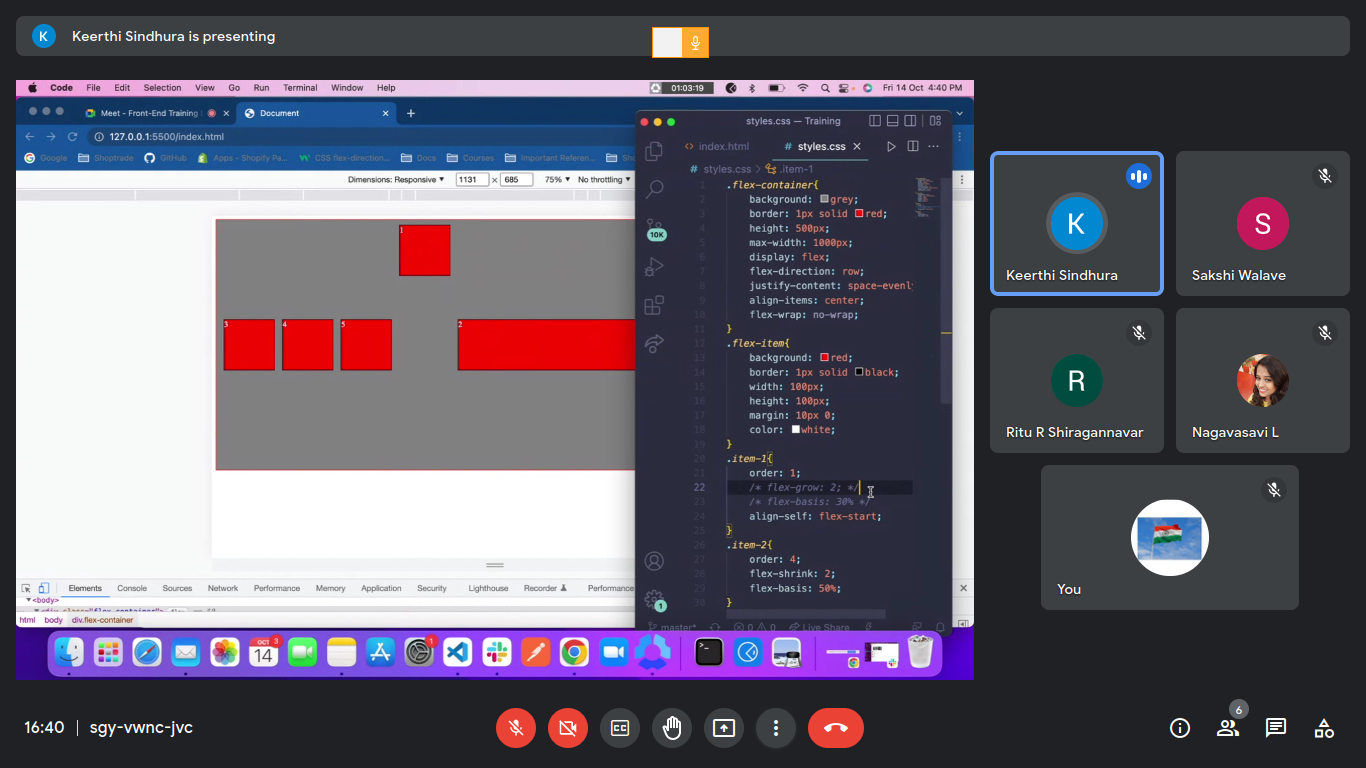 K Keerthi Sindhura is presenting
Code File Edit Selection View Go Run Terminal Window Help 01:03:19 Fri 14 Oct 4:40 PM
Meet - Front-End Training × Document × +
127.0.0.1:5500/index.html
Google Shoptrade GitHub Apps - Shopify Pa... CSS flex-direction... Docs Courses Important Referen...
Dimensions: Responsive ▼ 1131 × 685 75% ▼ No throttling ▼
1
3 4 5 2
styles.css — Training
index.html # styles.css ×
# styles.css > .item-1
1 .flex-container{
2 background: grey;
3 border: 1px solid red;
4 height: 500px;
5 max-width: 1000px;
6 display: flex;
7 flex-direction: row;
8 justify-content: space-evenl
9 align-items: center;
10 flex-wrap: no-wrap;
11 }
12 .flex-item{
13 background: red;
14 border: 1px solid black;
15 width: 100px;
16 height: 100px;
17 margin: 10px 0;
18 color: white;
19 }
20 .item-1{
21 order: 1;
22 /* flex-grow: 2; */
23 /* flex-basis: 30% */
24 align-self: flex-start;
25 }
26 .item-2{
27 order: 4;
28 flex-shrink: 2;
29 flex-basis: 50%;
30 }
10K
1
master* 0 0 Live Share
Elements Console Sources Network Performance Memory Application Security Lighthouse Recorder Performance
<body>
html body div.flex-container
OCT
14
3
1
K
Keerthi Sindhura
S
Sakshi Walave
R
Ritu R Shiragannavar
Nagavasavi L
You
16:40 | sgy-vwnc-jvc
CC
6